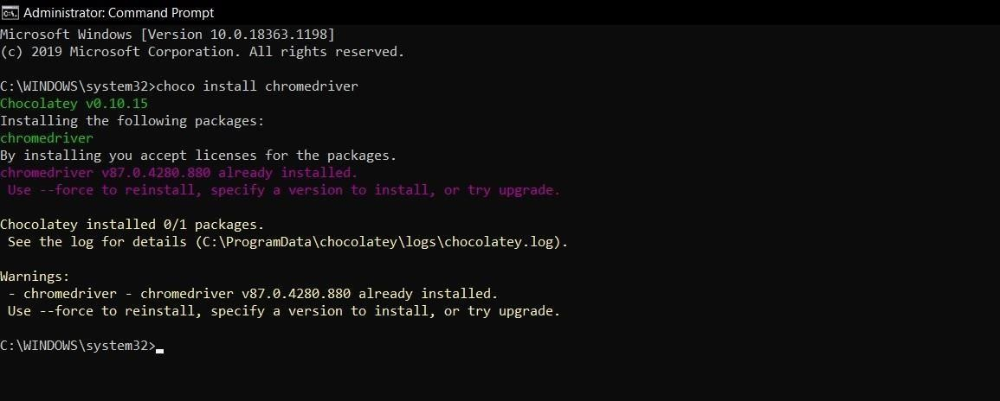 Administrator: Command Prompt
Microsoft Windows [Version 10.0.18363.1198]
(c) 2019 Microsoft Corporation. All rights reserved.
C:\WINDOWS\system32>choco install chromedriver
Chocolatey v0.10.15
Installing the following packages:
chromedriver
By installing you accept licenses for the packages.
chromedriver v87.0.4280.880 already installed.
Use --force to reinstall, specify a version to install, or try upgrade.
Chocolatey installed 0/1 packages.
See the log for details (C:\ProgramData\chocolatey\logs\chocolatey.log).
Warnings:
- chromedriver - chromedriver v87.0.4280.880 already installed.
Use --force to reinstall, specify a version to install, or try upgrade.
C:\WINDOWS\system32>